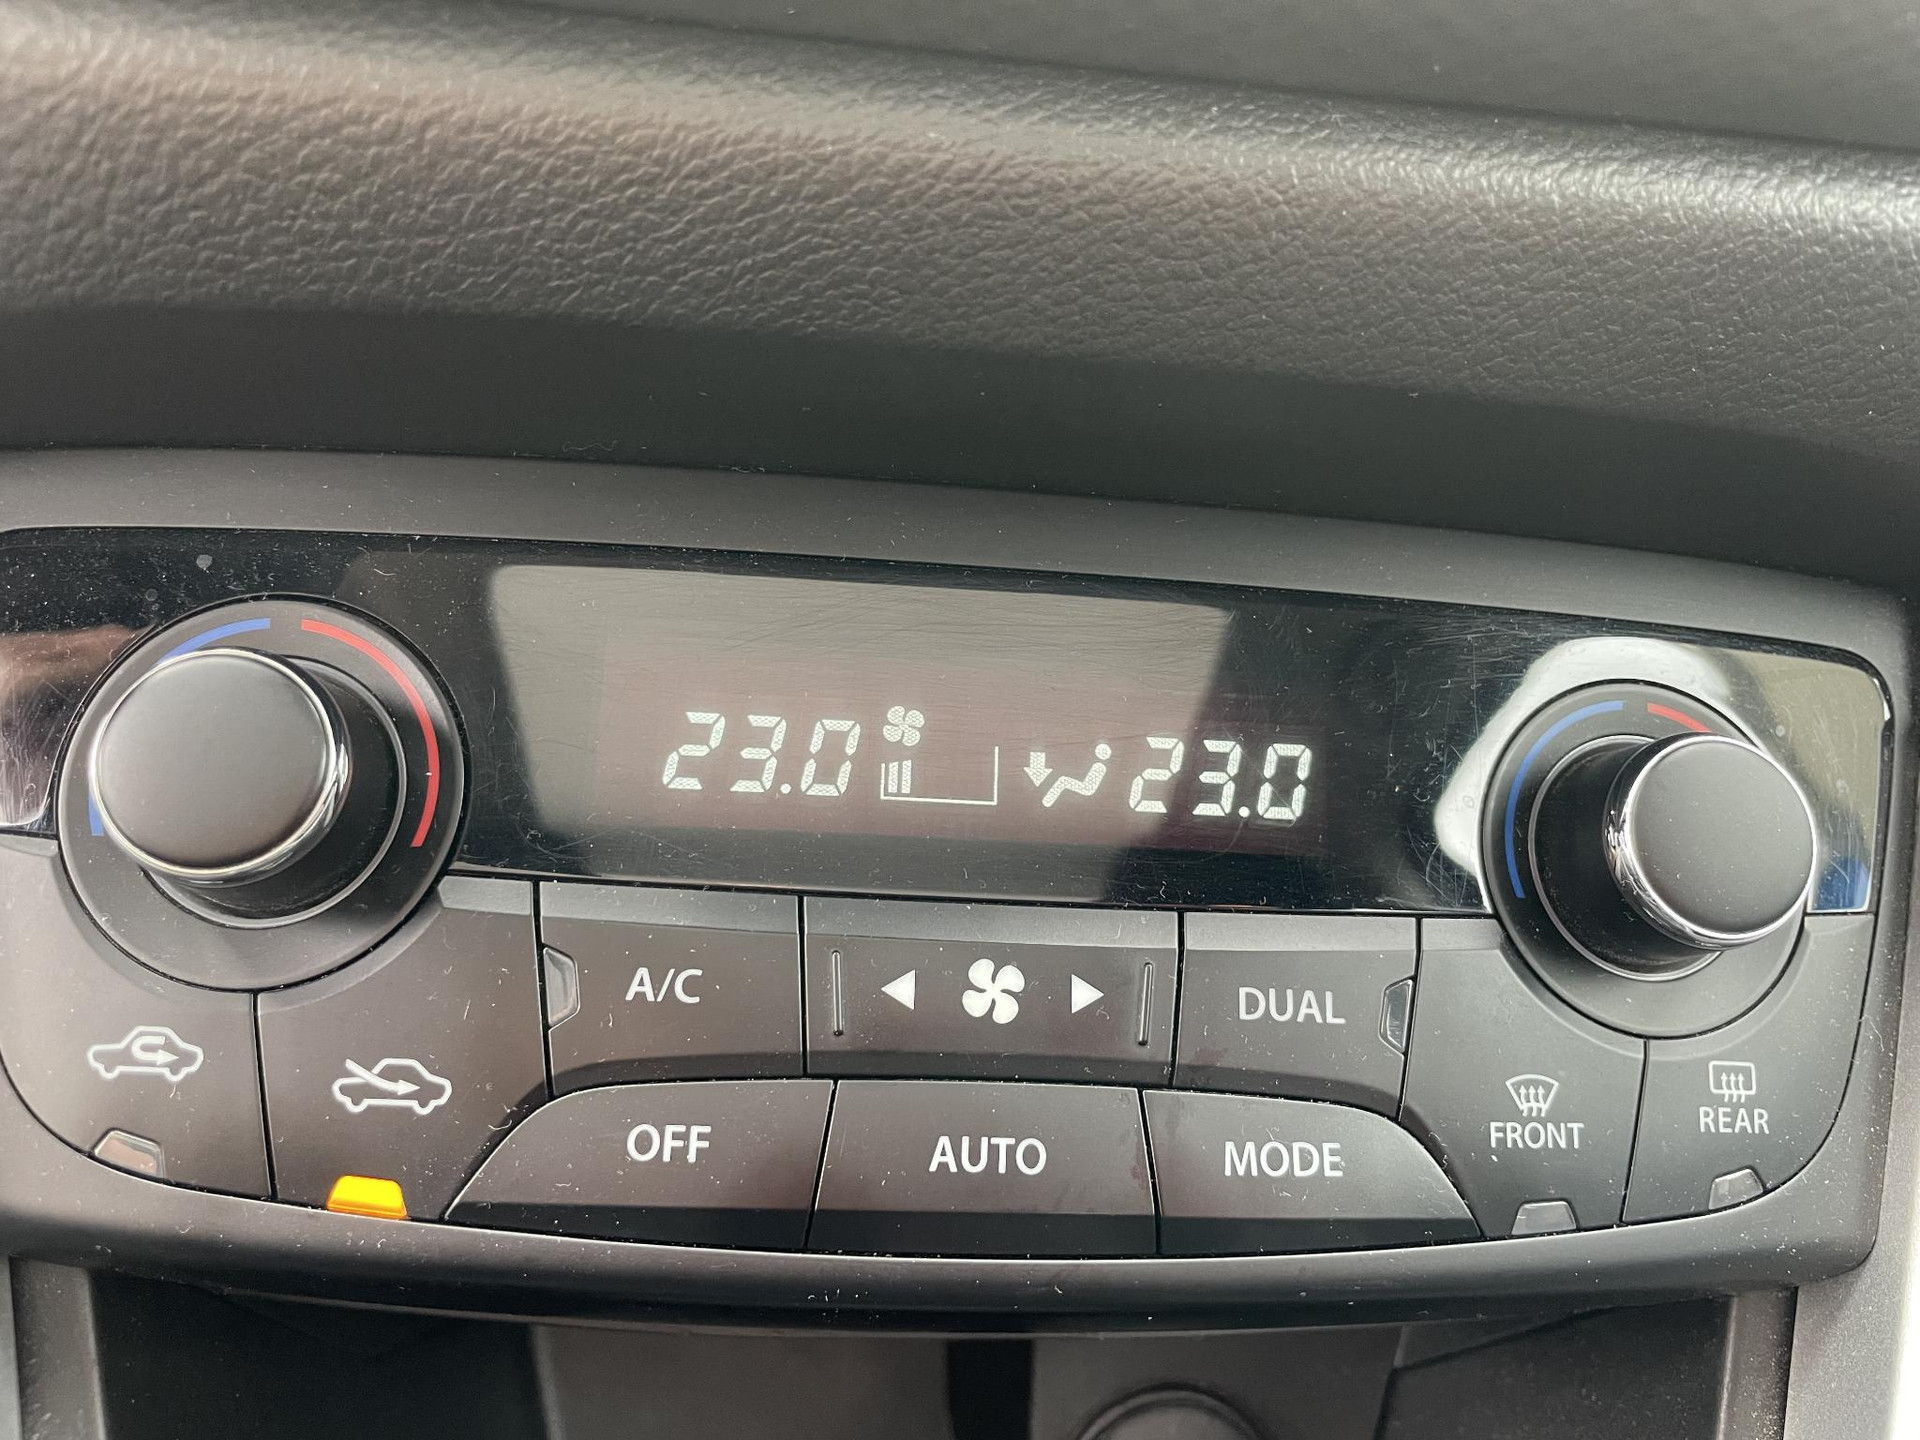 23.0 23.0
A/C DUAL
OFF AUTO MODE FRONT REAR